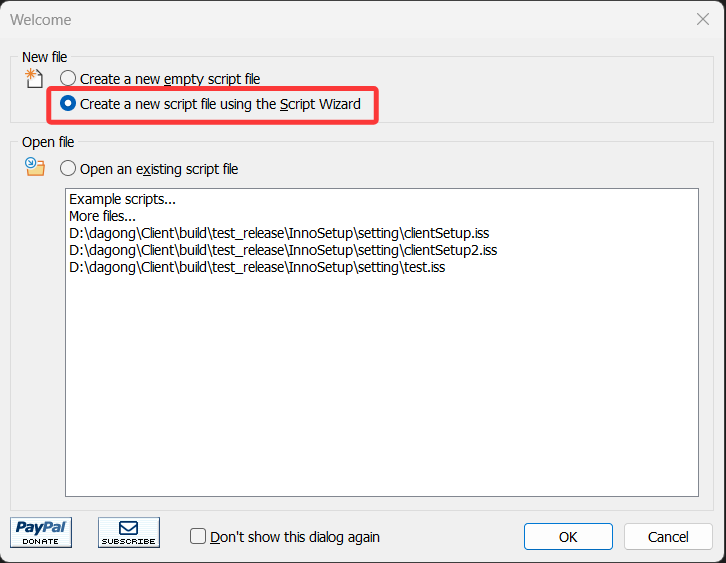 Welcome
New file
Create a new empty script file
Create a new script file using the Script Wizard
Open file
Open an existing script file
Example scripts...
More files...
D:\dagong\Client\build\test_release\InnoSetup\setting\clientSetup.iss
D:\dagong\Client\build\test_release\InnoSetup\setting\clientSetup2.iss
D:\dagong\Client\build\test_release\InnoSetup\setting\test.iss
PayPal
DONATE
SUBSCRIBE
Don't show this dialog again
OK
Cancel